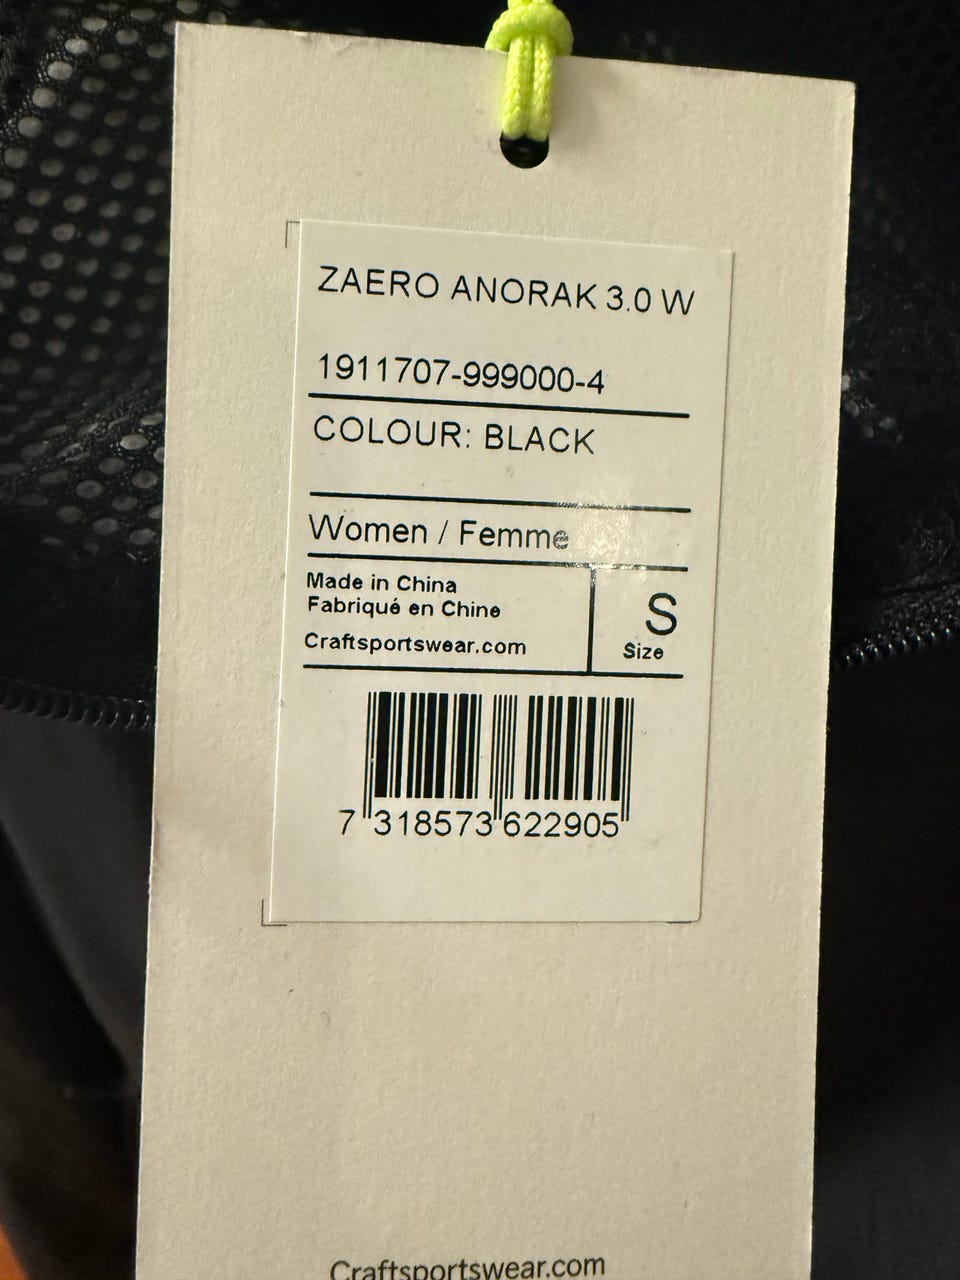 ZAERO ANORAK 3.0 W
1911707-999000-4
COLOUR: BLACK
Women / Femme
Made in China
Fabriqué en Chine
Craftsportswear.com
S
Size
7 318573 622905
Craftsportswear.com